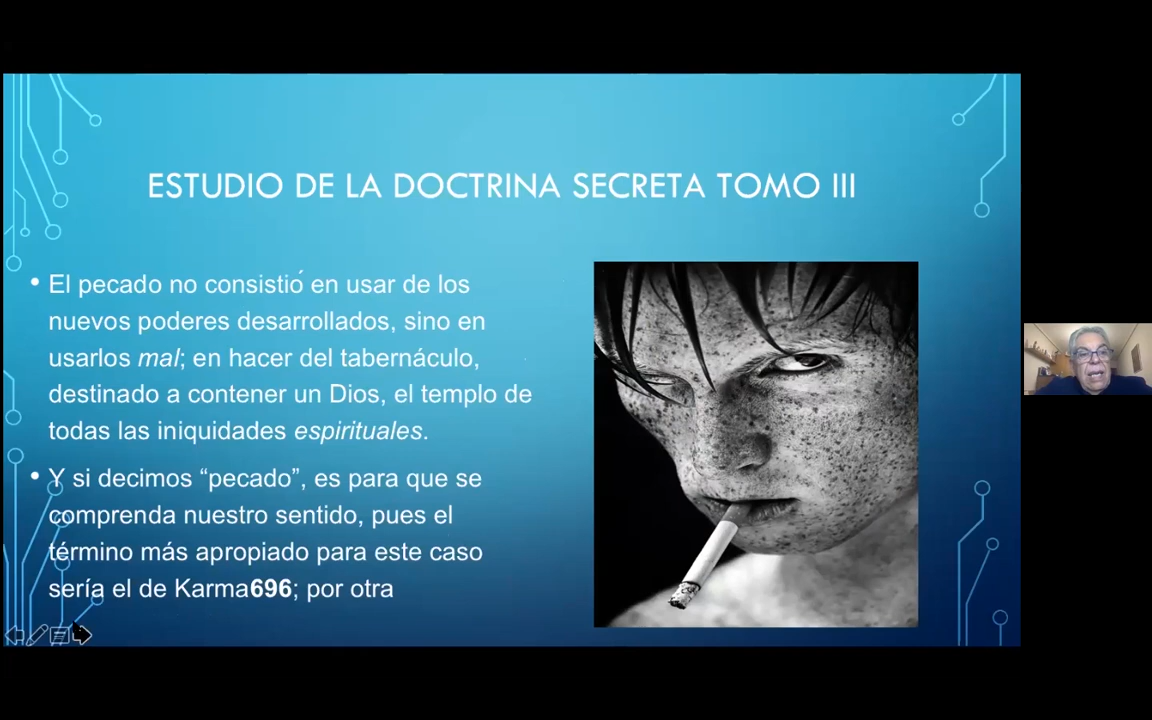 ESTUDIO DE LA DOCTRINA SECRETA TOMO III
• El pecado no consistió en usar de los
nuevos poderes desarrollados, sino en
usarlos mal; en hacer del tabernáculo,
destinado a contener un Dios, el templo de
todas las iniquidades espirituales.
• Y si decimos “pecado”, es para que se
comprenda nuestro sentido, pues el
término más apropiado para este caso
sería el de Karma696; por otra